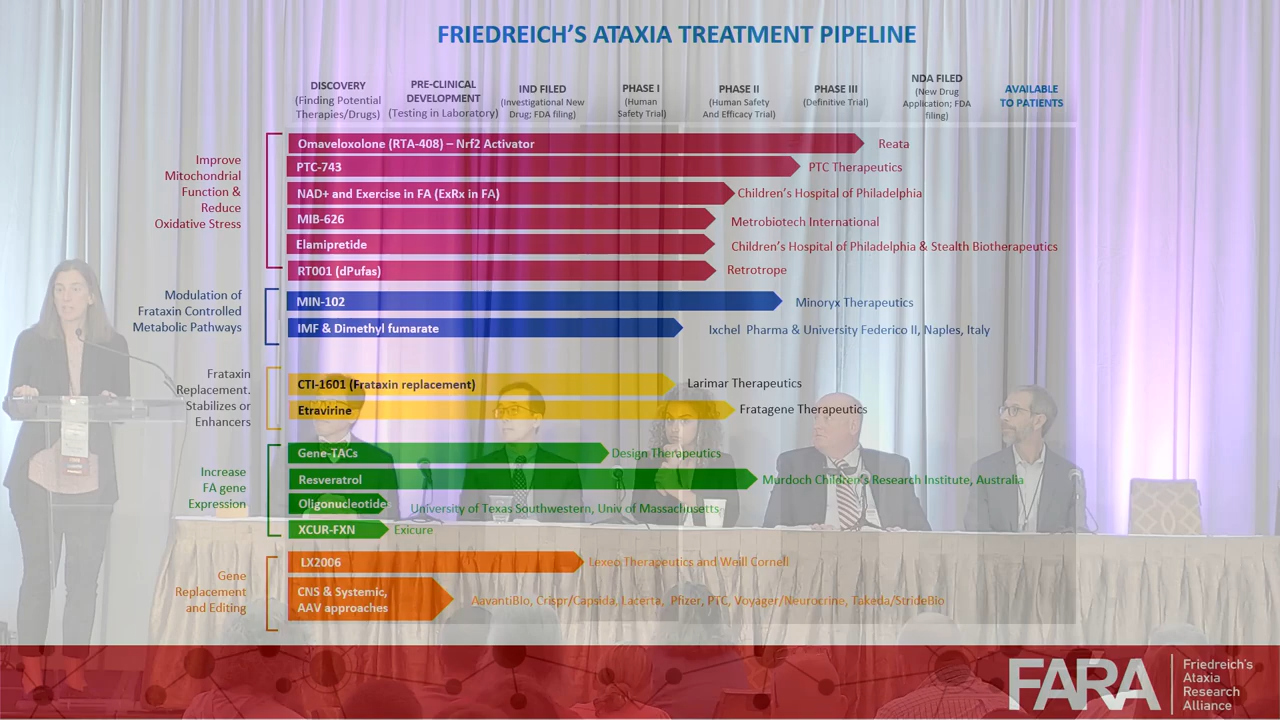 FRIEDREICH'S ATAXIA TREATMENT PIPELINE
DISCOVERY
(Finding Potential
Therapies/Drugs)
PRE-CLINICAL
DEVELOPMENT
(Testing in Laboratory)
IND FILED
(Investigational New
Drug; FDA filing)
PHASE I
(Human
Safety Trial)
PHASE II
(Human Safety
And Efficacy Trial)
PHASE III
(Definitive Trial)
NDA FILED
(New Drug
Application; FDA
filing)
AVAILABLE
TO PATIENTS
Improve
Mitochondrial
Function &
Reduce
Oxidative Stress
Omaveloxolone (RTA-408) – Nrf2 Activator
Reata
PTC-743
PTC Therapeutics
NAD+ and Exercise in FA (ExRx in FA)
Children's Hospital of Philadelphia
MIB-626
Metrobiotech International
Elamipretide
Children's Hospital of Philadelphia & Stealth Biotherapeutics
RT001 (dPufas)
Retrotrope
Modulation of
Frataxin Controlled
Metabolic Pathways
MIN-102
Minoryx Therapeutics
IMF & Dimethyl fumarate
Ixchel Pharma & University Federico II, Naples, Italy
Frataxin
Replacement.
Stabilizes or
Enhancers
CTI-1601 (Frataxin replacement)
Larimar Therapeutics
Etravirine
Fratagene Therapeutics
Increase
FA gene
Expression
Gene-TACs
Design Therapeutics
Resveratrol
Murdoch Children's Research Institute, Australia
Oligonucleotide
University of Texas Southwestern, Univ of Massachusetts
XCUR-FXN
Exicure
Gene
Replacement
and Editing
LX2006
Lexeo Therapeutics and Weill Cornell
CNS & Systemic,
AAV approaches
AavantiBio, Crispr/Capsida, Lacerta, Pfizer, PTC, Voyager/Neurocrine, Takeda/StrideBio
FARA
Friedreich's
Ataxia
Research
Alliance